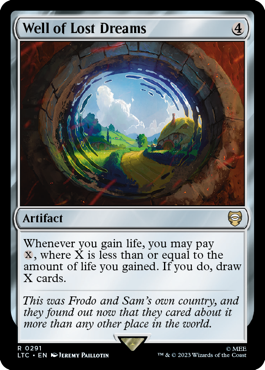 Well of Lost Dreams 4
Artifact
Whenever you gain life, you may pay
X, where X is less than or equal to the
amount of life you gained. If you do, draw
X cards.
This was Frodo and Sam's own country, and
they found out now that they cared about it
more than any other place in the world.
R 0291 © MEE
LTC • EN JEREMY PAILLOTIN ™ & © 2023 Wizards of the Coast